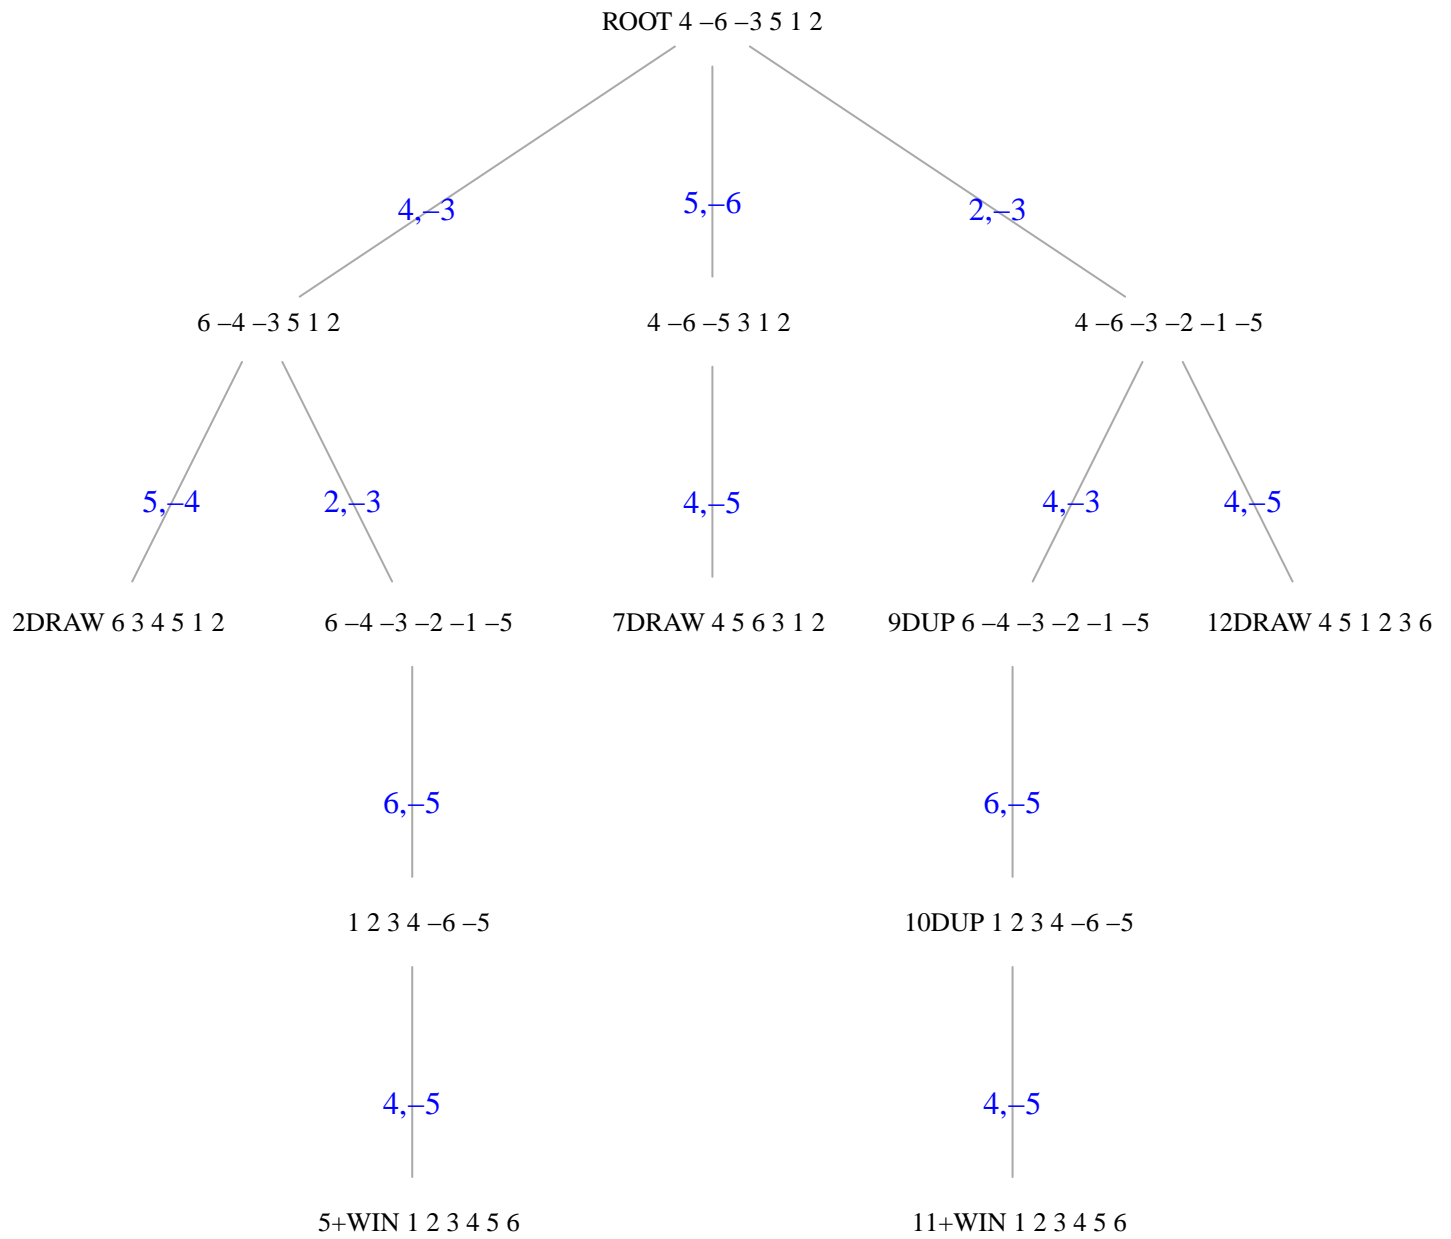 ROOT 4 –6 –3 5 1 2
4,–3
5,–6
2,–3
6 –4 –3 5 1 2
4 –6 –5 3 1 2
4 –6 –3 –2 –1 –5
5,–4
2,–3
4,–5
4,–3
4,–5
2DRAW 6 3 4 5 1 2
6 –4 –3 –2 –1 –5
7DRAW 4 5 6 3 1 2
9DUP 6 –4 –3 –2 –1 –5
12DRAW 4 5 1 2 3 6
6,–5
6,–5
1 2 3 4 –6 –5
10DUP 1 2 3 4 –6 –5
4,–5
4,–5
5+WIN 1 2 3 4 5 6
11+WIN 1 2 3 4 5 6